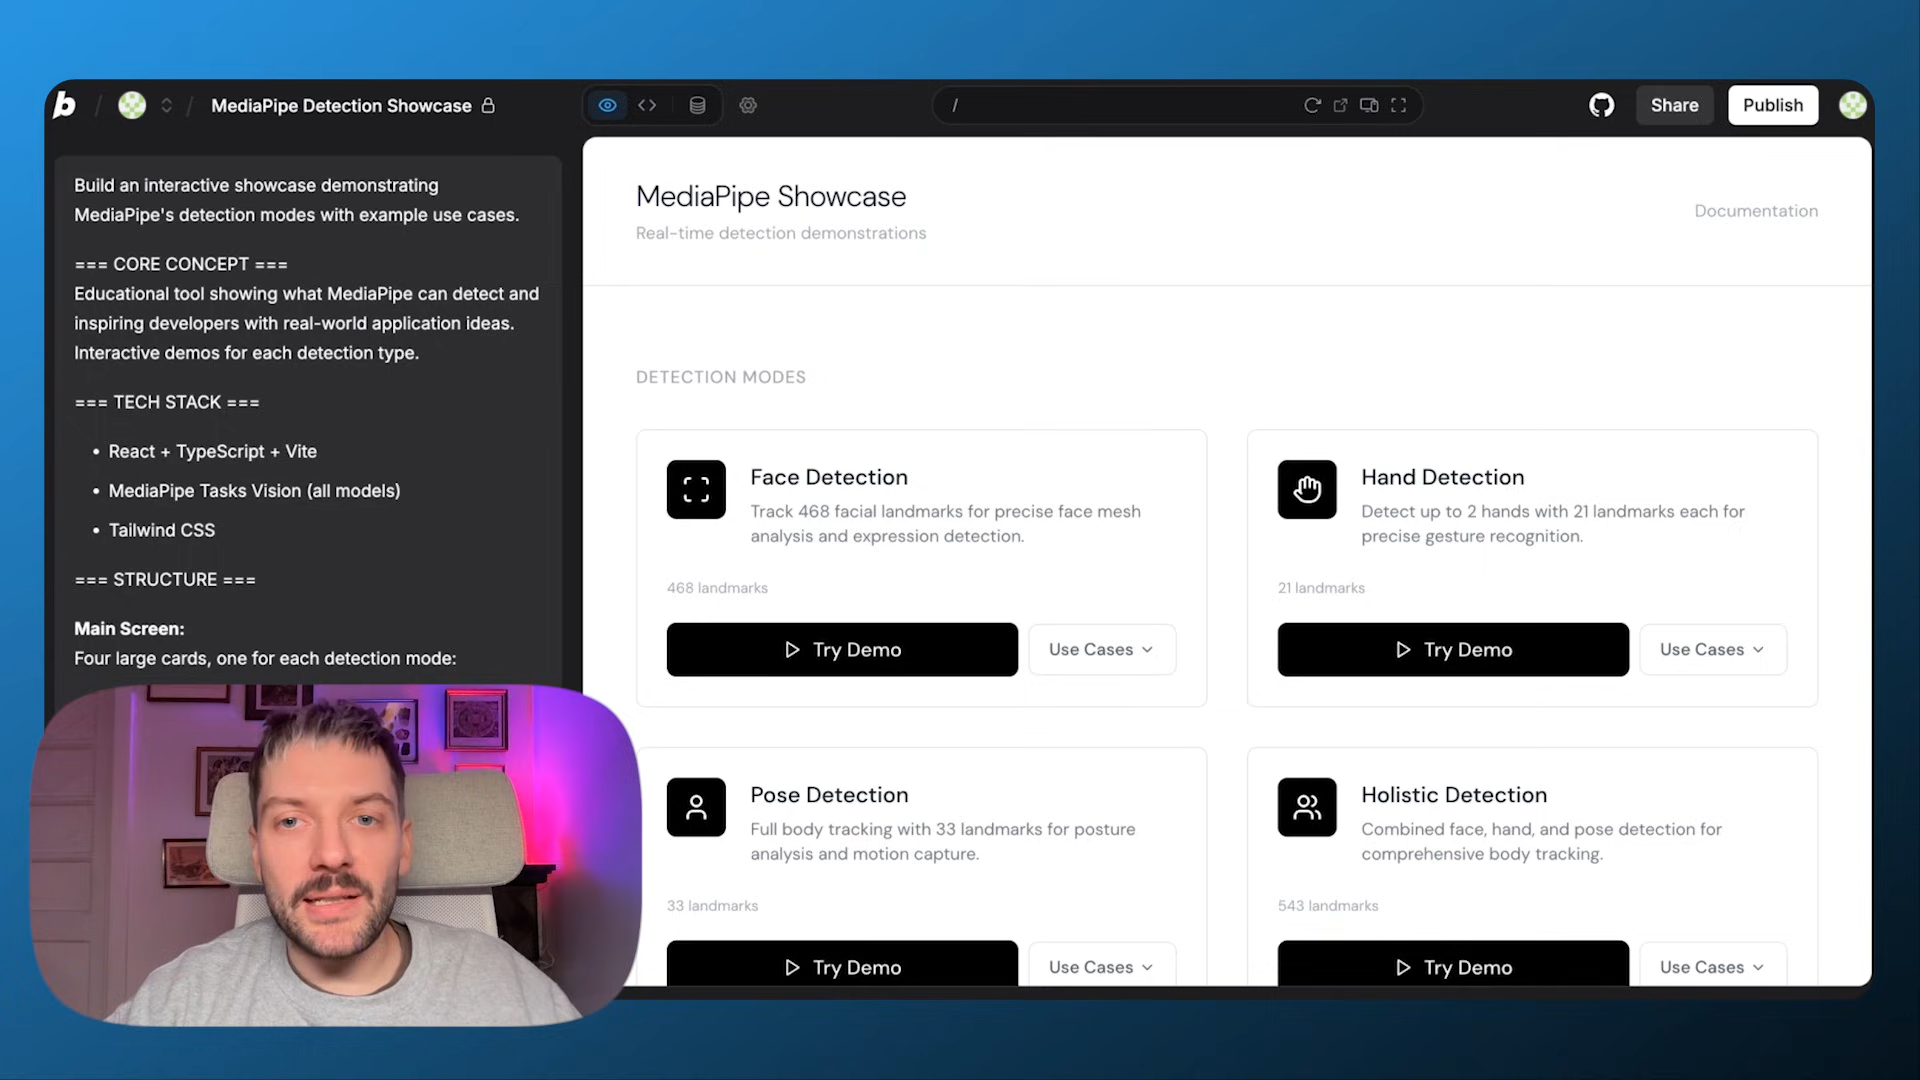 b / / MediaPipe Detection Showcase
/
Share
Publish
Build an interactive showcase demonstrating
MediaPipe's detection modes with example use cases.
=== CORE CONCEPT ===
Educational tool showing what MediaPipe can detect and
inspiring developers with real-world application ideas.
Interactive demos for each detection type.
=== TECH STACK ===
• React + TypeScript + Vite
• MediaPipe Tasks Vision (all models)
• Tailwind CSS
=== STRUCTURE ===
Main Screen:
Four large cards, one for each detection mode:
MediaPipe Showcase
Real-time detection demonstrations
Documentation
DETECTION MODES
Face Detection
Track 468 facial landmarks for precise face mesh
analysis and expression detection.
468 landmarks
Try Demo
Use Cases
Hand Detection
Detect up to 2 hands with 21 landmarks each for
precise gesture recognition.
21 landmarks
Try Demo
Use Cases
Pose Detection
Full body tracking with 33 landmarks for posture
analysis and motion capture.
33 landmarks
Try Demo
Use Cases
Holistic Detection
Combined face, hand, and pose detection for
comprehensive body tracking.
543 landmarks
Try Demo
Use Cases